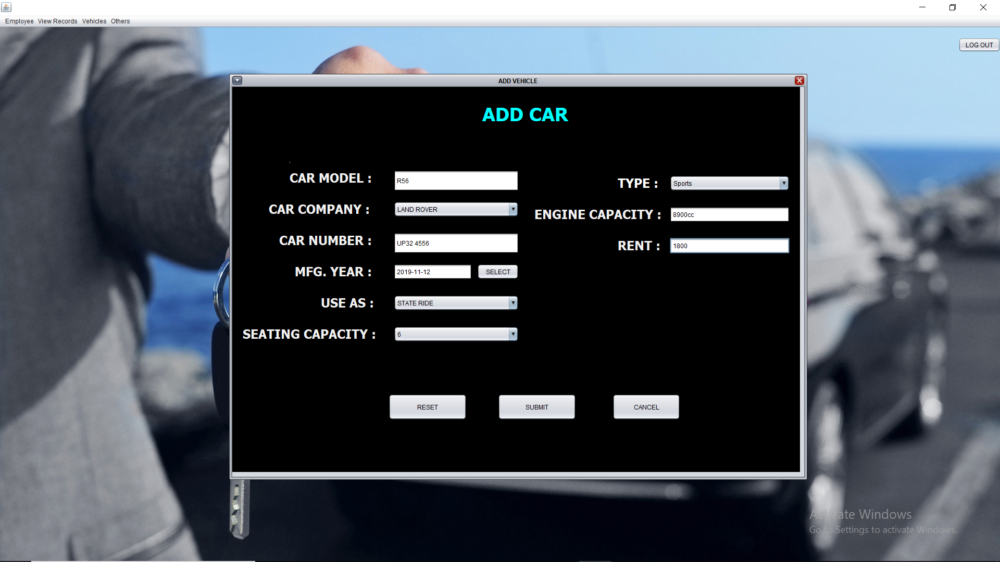 Employee View Records Vehicles Others
LOG OUT
ADD VEHICLE
ADD CAR
CAR MODEL : R56
CAR COMPANY : LAND ROVER
CAR NUMBER : UP32 4556
MFG. YEAR : 2019-11-12 SELECT
USE AS : STATE RIDE
SEATING CAPACITY : 6
TYPE : Sports
ENGINE CAPACITY : 8900cc
RENT : 1800
RESET SUBMIT CANCEL
Activate Windows
Go to Settings to activate Windows.